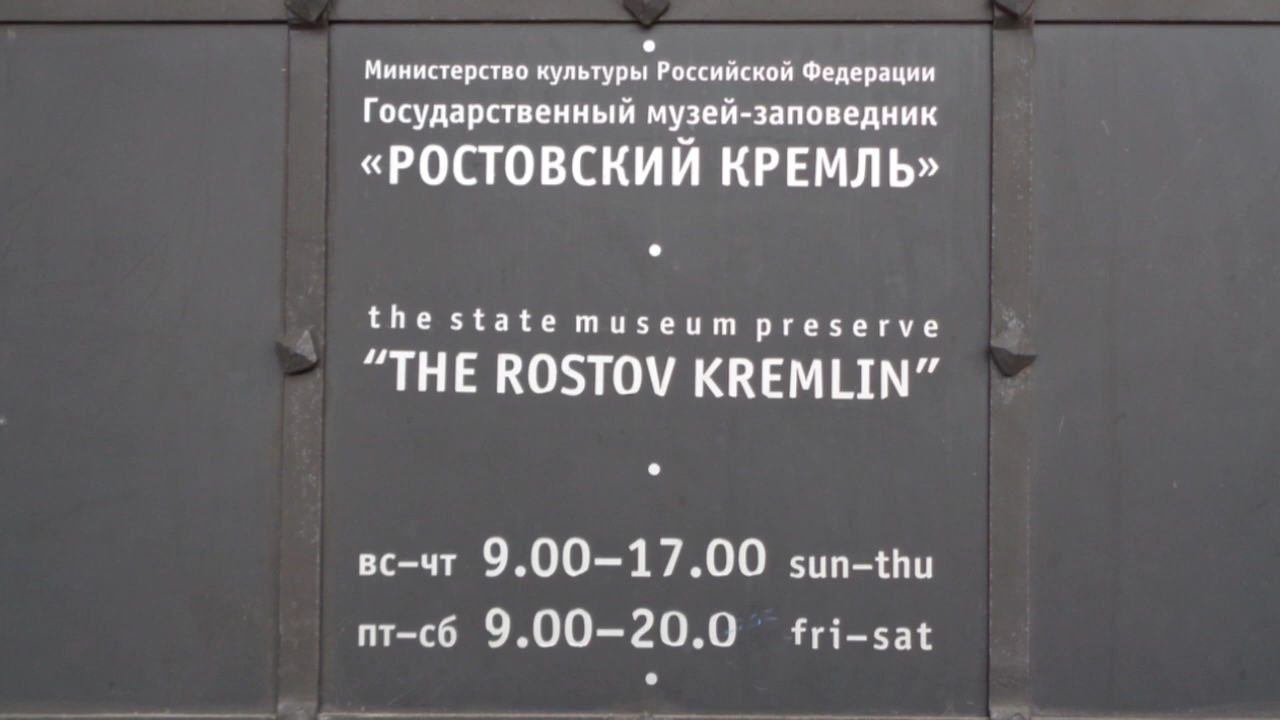 Министерство культуры Российской Федерации
Государственный музей-заповедник
«РОСТОВСКИЙ КРЕМЛЬ»
the state museum preserve
“THE ROSTOV KREMLIN”
вс–чт 9.00–17.00 sun–thu
пт–сб 9.00–20.0 fri–sat